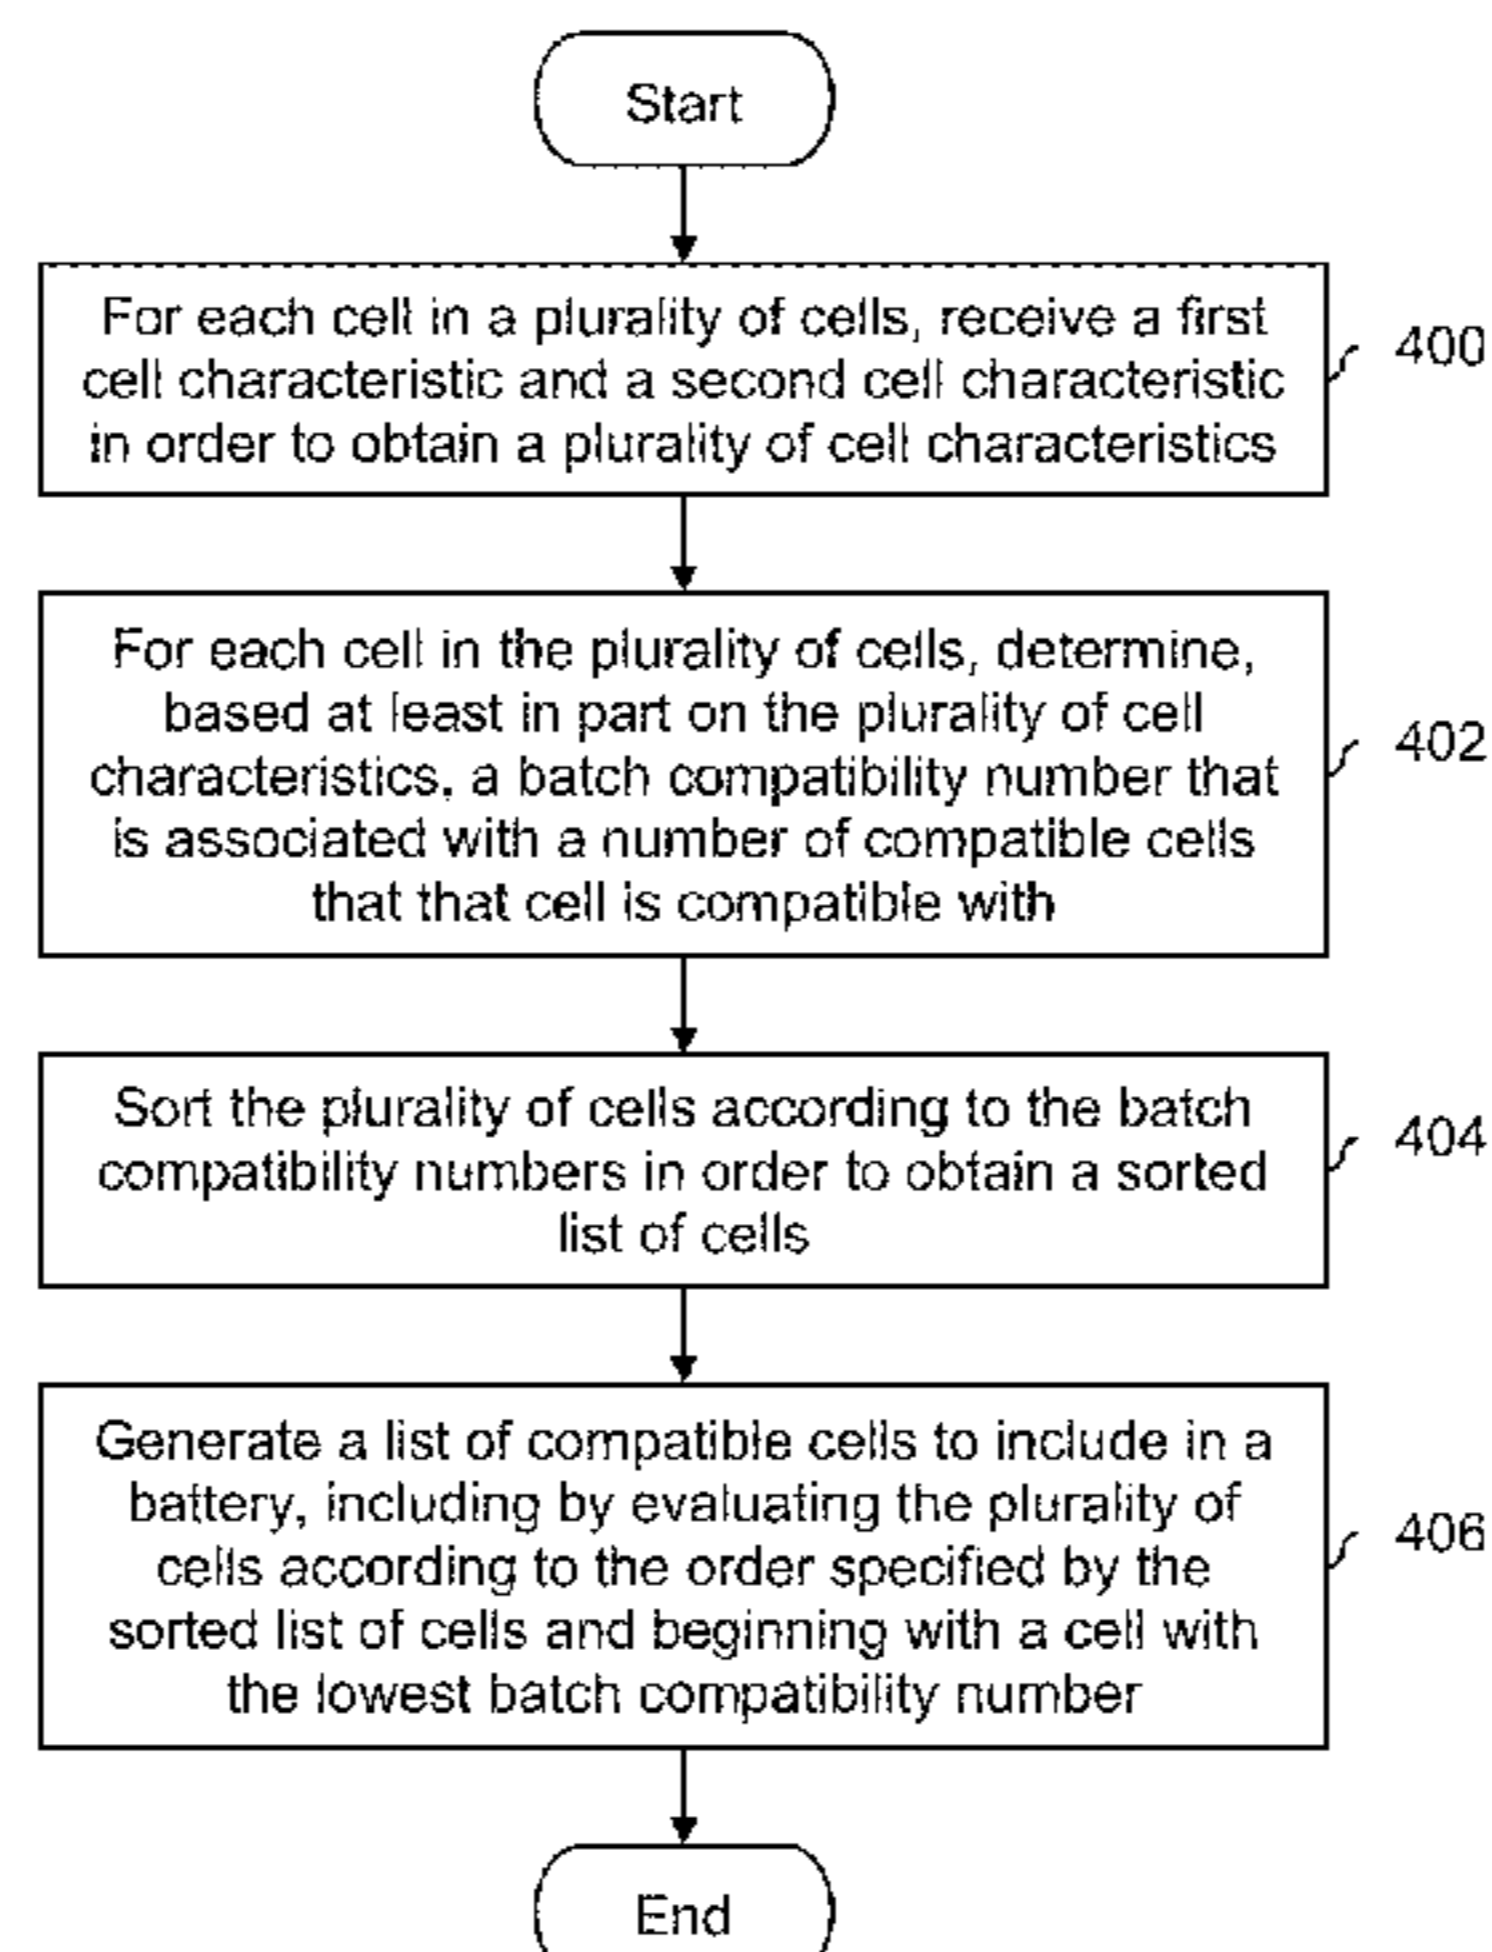 Start
For each cell in a plurality of cells, receive a first
cell characteristic and a second cell characteristic
in order to obtain a plurality of cell characteristics
400
For each cell in the plurality of cells, determine,
based at least in part on the plurality of cell
characteristics, a batch compatibility number that
is associated with a number of compatible cells
that that cell is compatible with
402
Sort the plurality of cells according to the batch
compatibility numbers in order to obtain a sorted
list of cells
404
Generate a list of compatible cells to include in a
battery, including by evaluating the plurality of
cells according to the order specified by the
sorted list of cells and beginning with a cell with
the lowest batch compatibility number
406
End